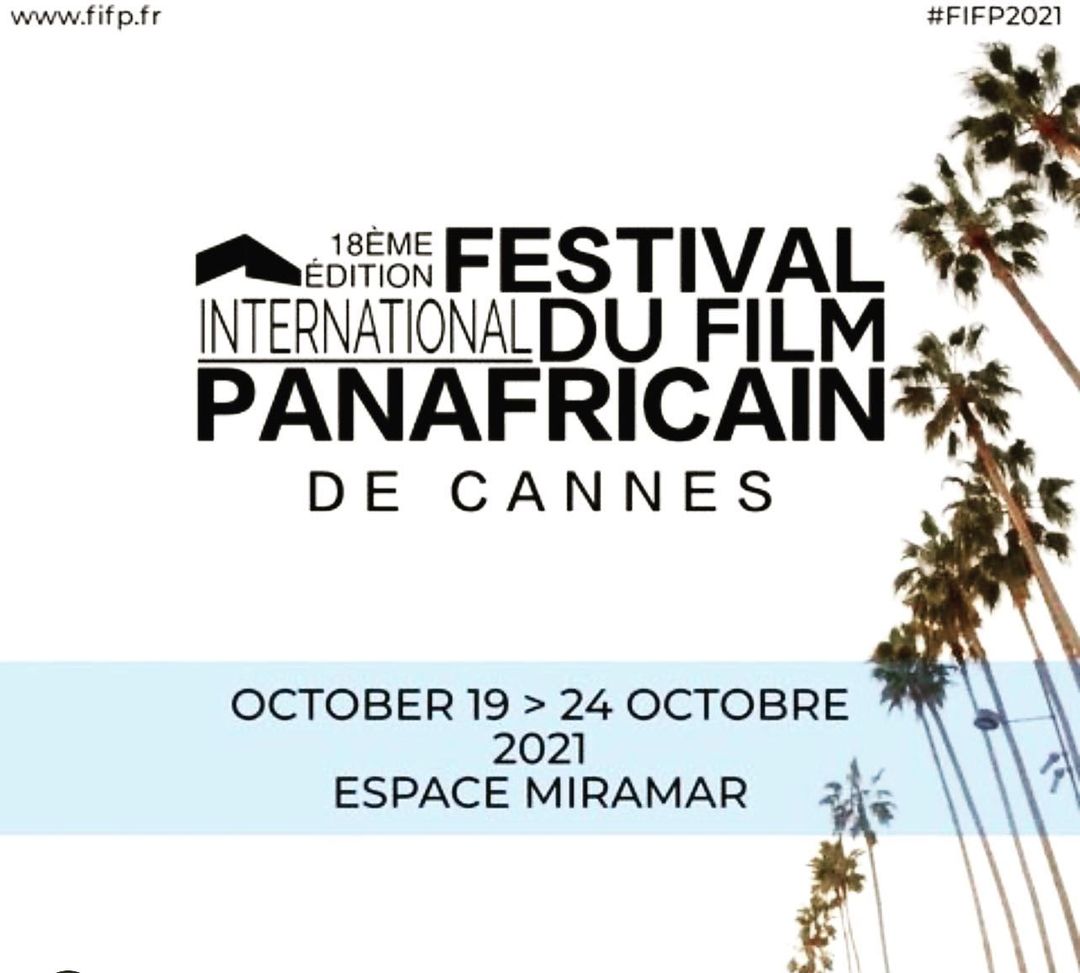 www.fifp.fr
#FIFP2021
18ÈME
ÉDITION
FESTIVAL
INTERNATIONAL DU FILM
PANAFRICAIN
DE CANNES
OCTOBER 19 > 24 OCTOBRE
2021
ESPACE MIRAMAR